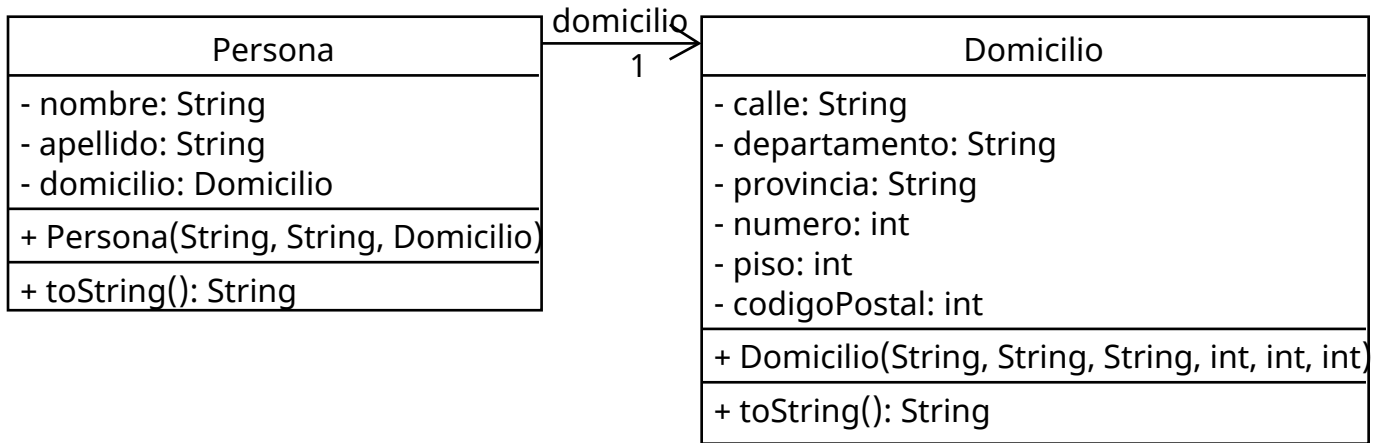 Persona
- nombre: String
- apellido: String
- domicilio: Domicilio
+ Persona(String, String, Domicilio)
+ toString(): String
domicilio
1
Domicilio
- calle: String
- departamento: String
- provincia: String
- numero: int
- piso: int
- codigoPostal: int
+ Domicilio(String, String, String, int, int, int)
+ toString(): String